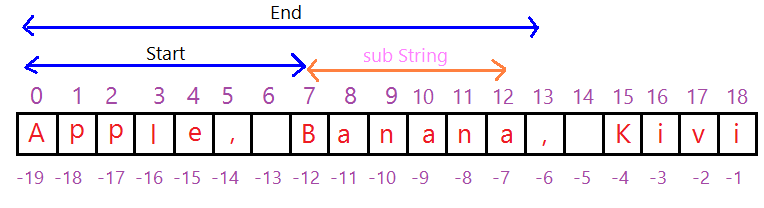 End
Start
sub String
0 1 2 3 4 5 6 7 8 9 10 11 12 13 14 15 16 17 18
A p p l e , B a n a n a , K i v i
-19 -18 -17 -16 -15 -14 -13 -12 -11 -10 -9 -8 -7 -6 -5 -4 -3 -2 -1